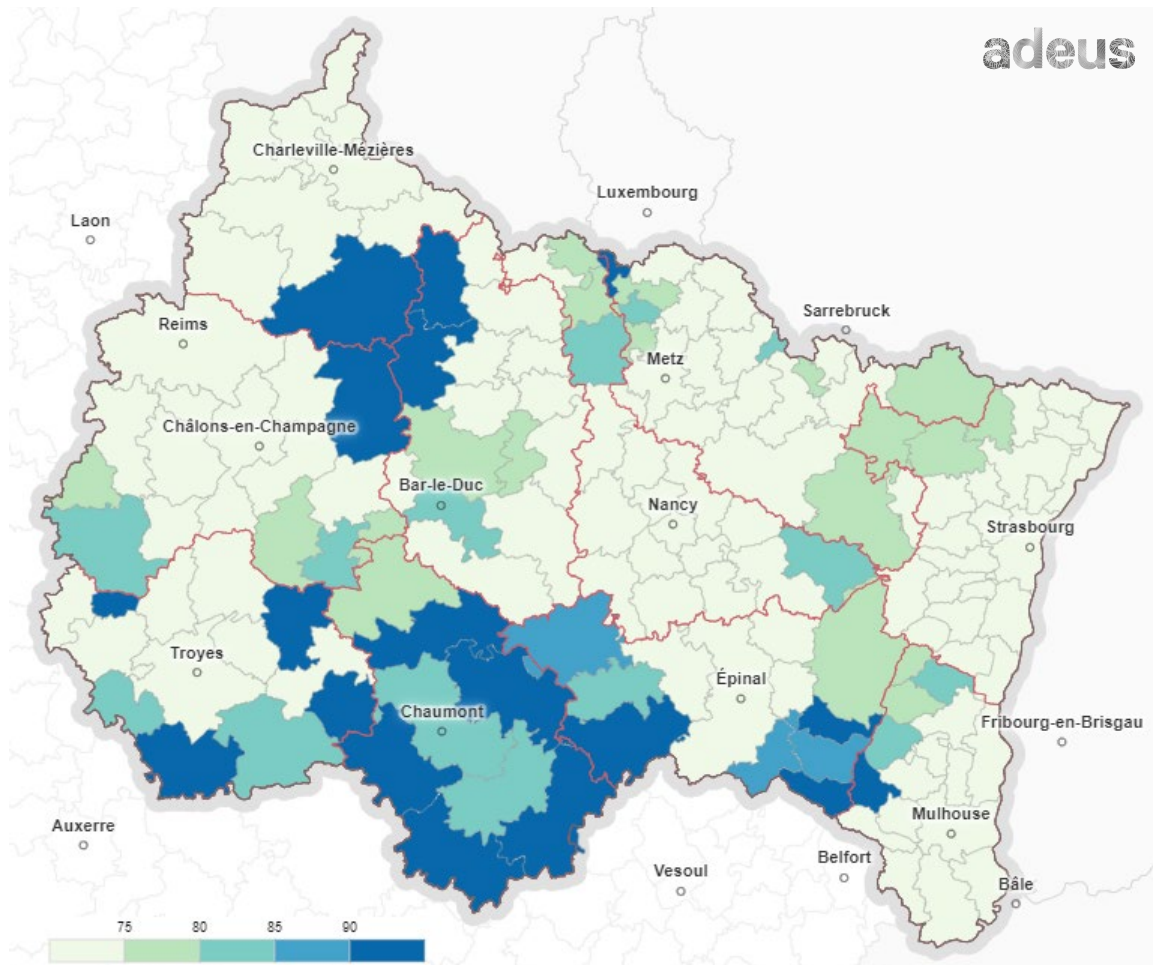 adeus
Charleville-Mézières
Luxembourg
Laon
Sarrebruck
Reims
Metz
Châlons-en-Champagne
Bar-le-Duc
Nancy
Strasbourg
Troyes
Épinal
Chaumont
Fribourg-en-Brisgau
Auxerre
Mulhouse
Belfort
Vesoul
Bâle
75 80 85 90